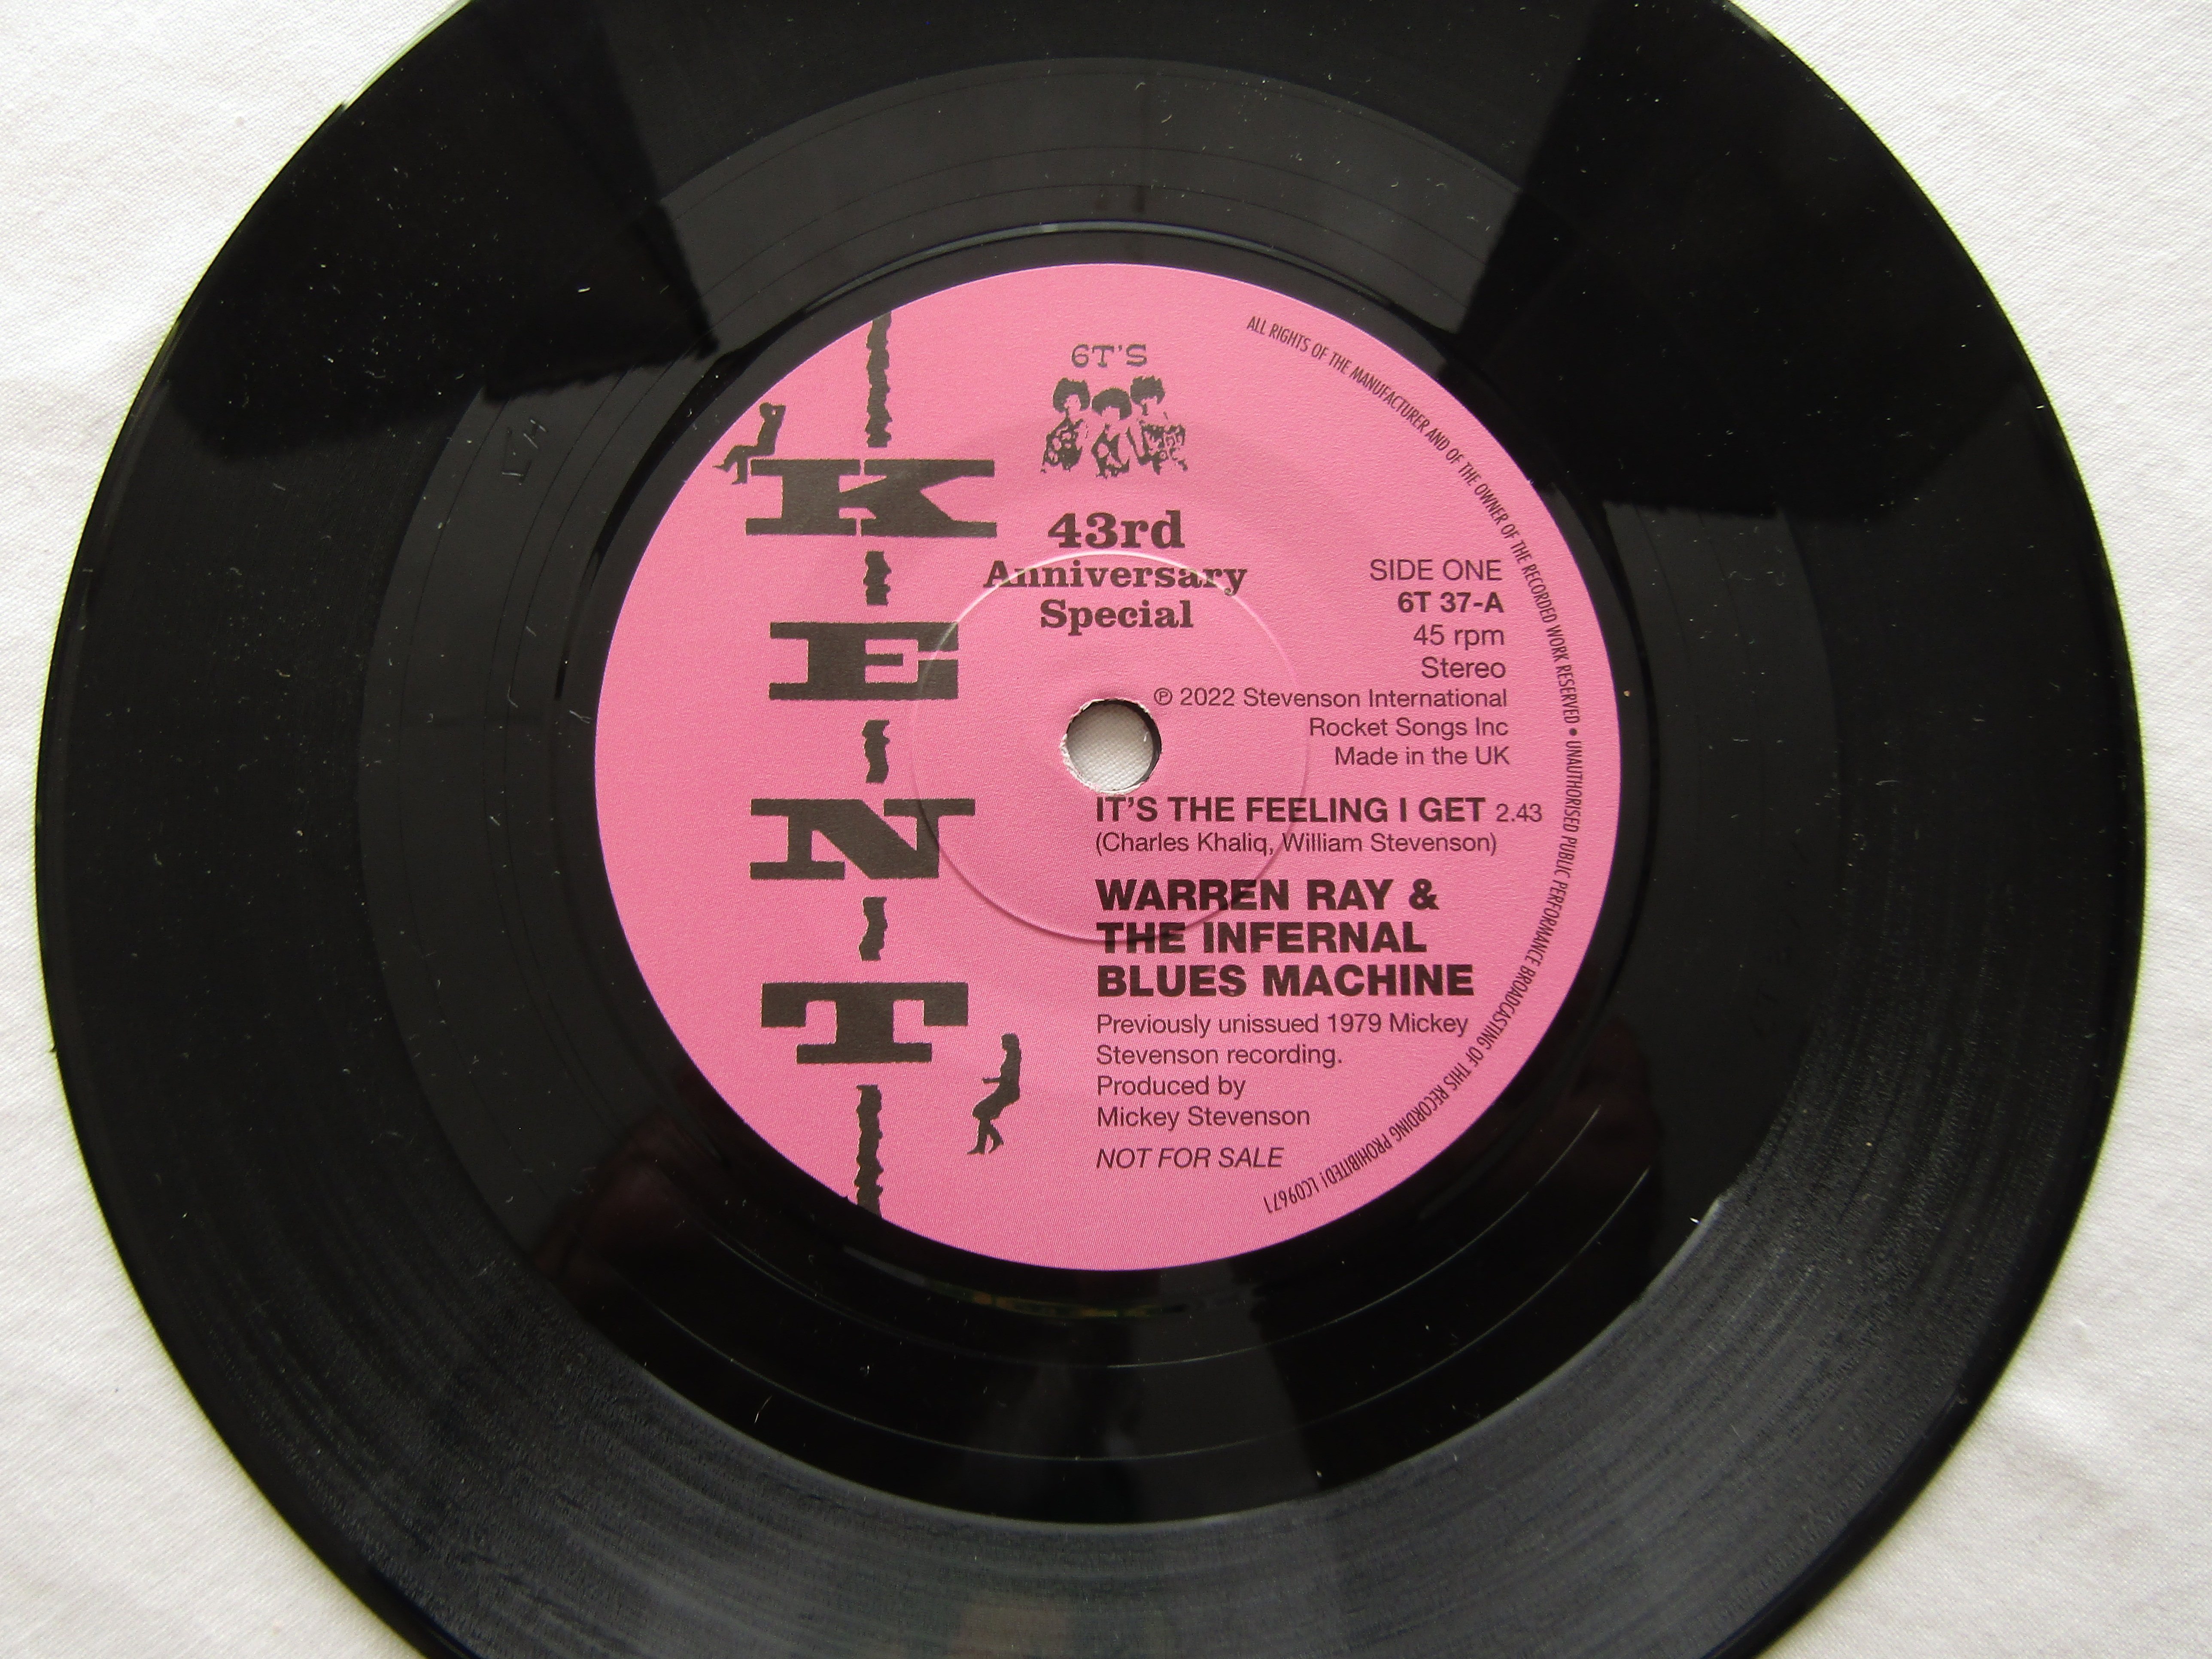 KENT
6T'S
43rd
Anniversary
Special
SIDE ONE
6T 37-A
45 rpm
Stereo
℗ 2022 Stevenson International
Rocket Songs Inc
Made in the UK
IT'S THE FEELING I GET 2.43
(Charles Khaliq, William Stevenson)
WARREN RAY &
THE INFERNAL
BLUES MACHINE
Previously unissued 1979 Mickey
Stevenson recording.
Produced by
Mickey Stevenson
NOT FOR SALE
ALL RIGHTS OF THE MANUFACTURER AND OF THE OWNER OF THE RECORDED WORK RESERVED • UNAUTHORISED PUBLIC PERFORMANCE BROADCASTING OF THIS RECORDING PROHIBITED! LC09671